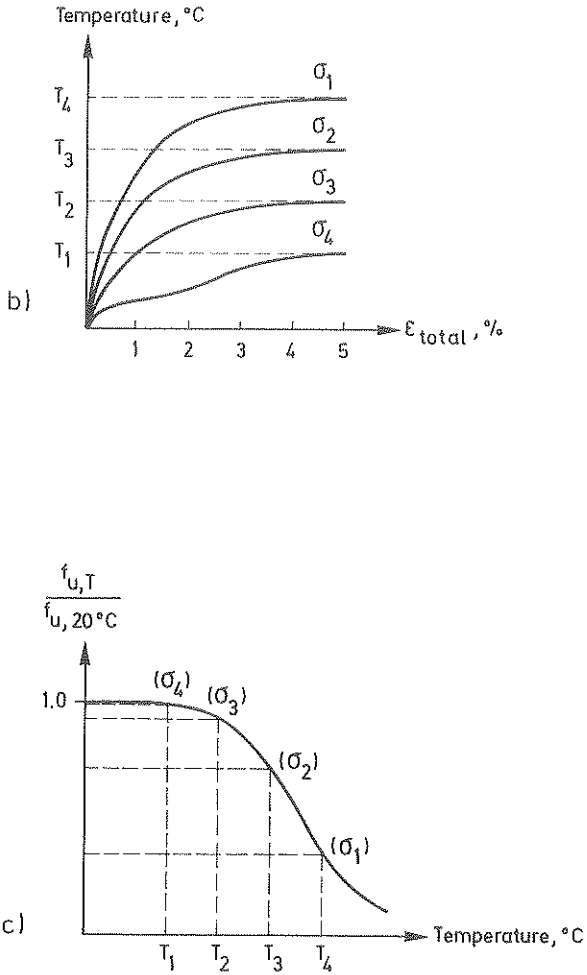 Temperature, °C
T4
σ1
T3
σ2
T2
σ3
T1
σ4
b)
1 2 3 4 5
εtotal, %
fu,T
fu,20°C
1.0
(σ4)
(σ3)
(σ2)
(σ1)
c)
T1 T2 T3 T4
Temperature, °C